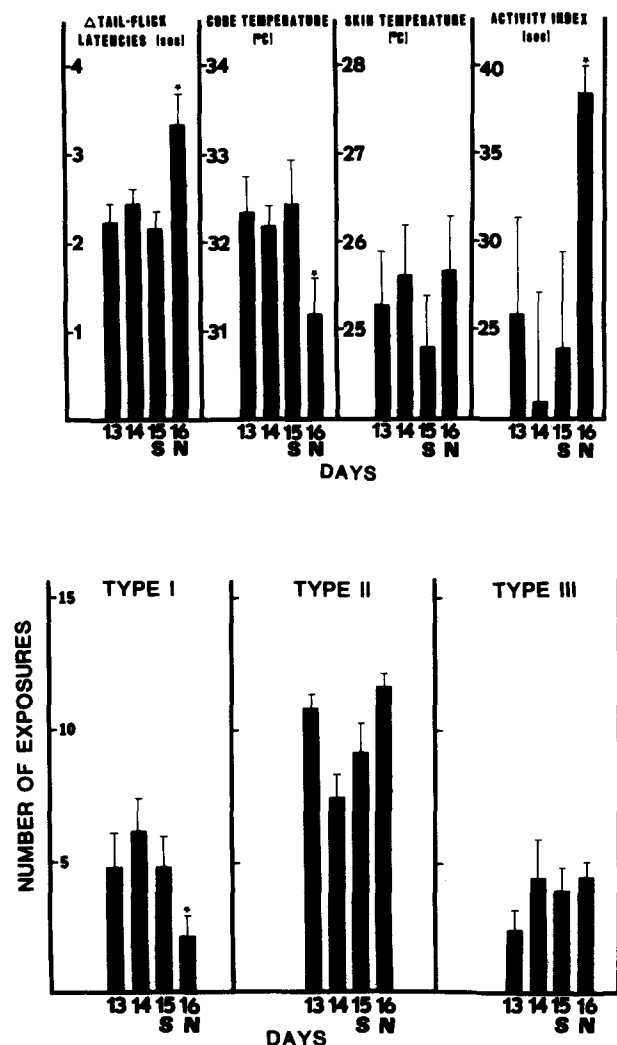 △TAIL-FLICK LATENCIES (sec)
CORE TEMPERATURE (°C)
SKIN TEMPERATURE (°C)
ACTIVITY INDEX (sec)
4
3
2
1
34
33
32
31
28
27
26
25
40
35
30
25
13 14 15 16
S N
13 14 15 16
S N
13 14 15 16
S N
13 14 15 16
S N
DAYS
NUMBER OF EXPOSURES
TYPE I
TYPE II
TYPE III
15
10
5
*
*
*
*
13 14 15 16
S N
13 14 15 16
S N
13 14 15 16
S N
DAYS